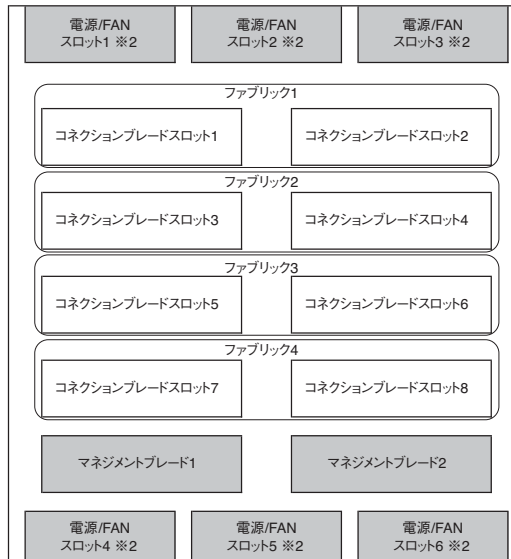 電源/FAN
スロット1 ※2
電源/FAN
スロット2 ※2
電源/FAN
スロット3 ※2
ファブリック1
コネクションブレードスロット1
コネクションブレードスロット2
ファブリック2
コネクションブレードスロット3
コネクションブレードスロット4
ファブリック3
コネクションブレードスロット5
コネクションブレードスロット6
ファブリック4
コネクションブレードスロット7
コネクションブレードスロット8
マネジメントブレード1
マネジメントブレード2
電源/FAN
スロット4 ※2
電源/FAN
スロット5 ※2
電源/FAN
スロット6 ※2